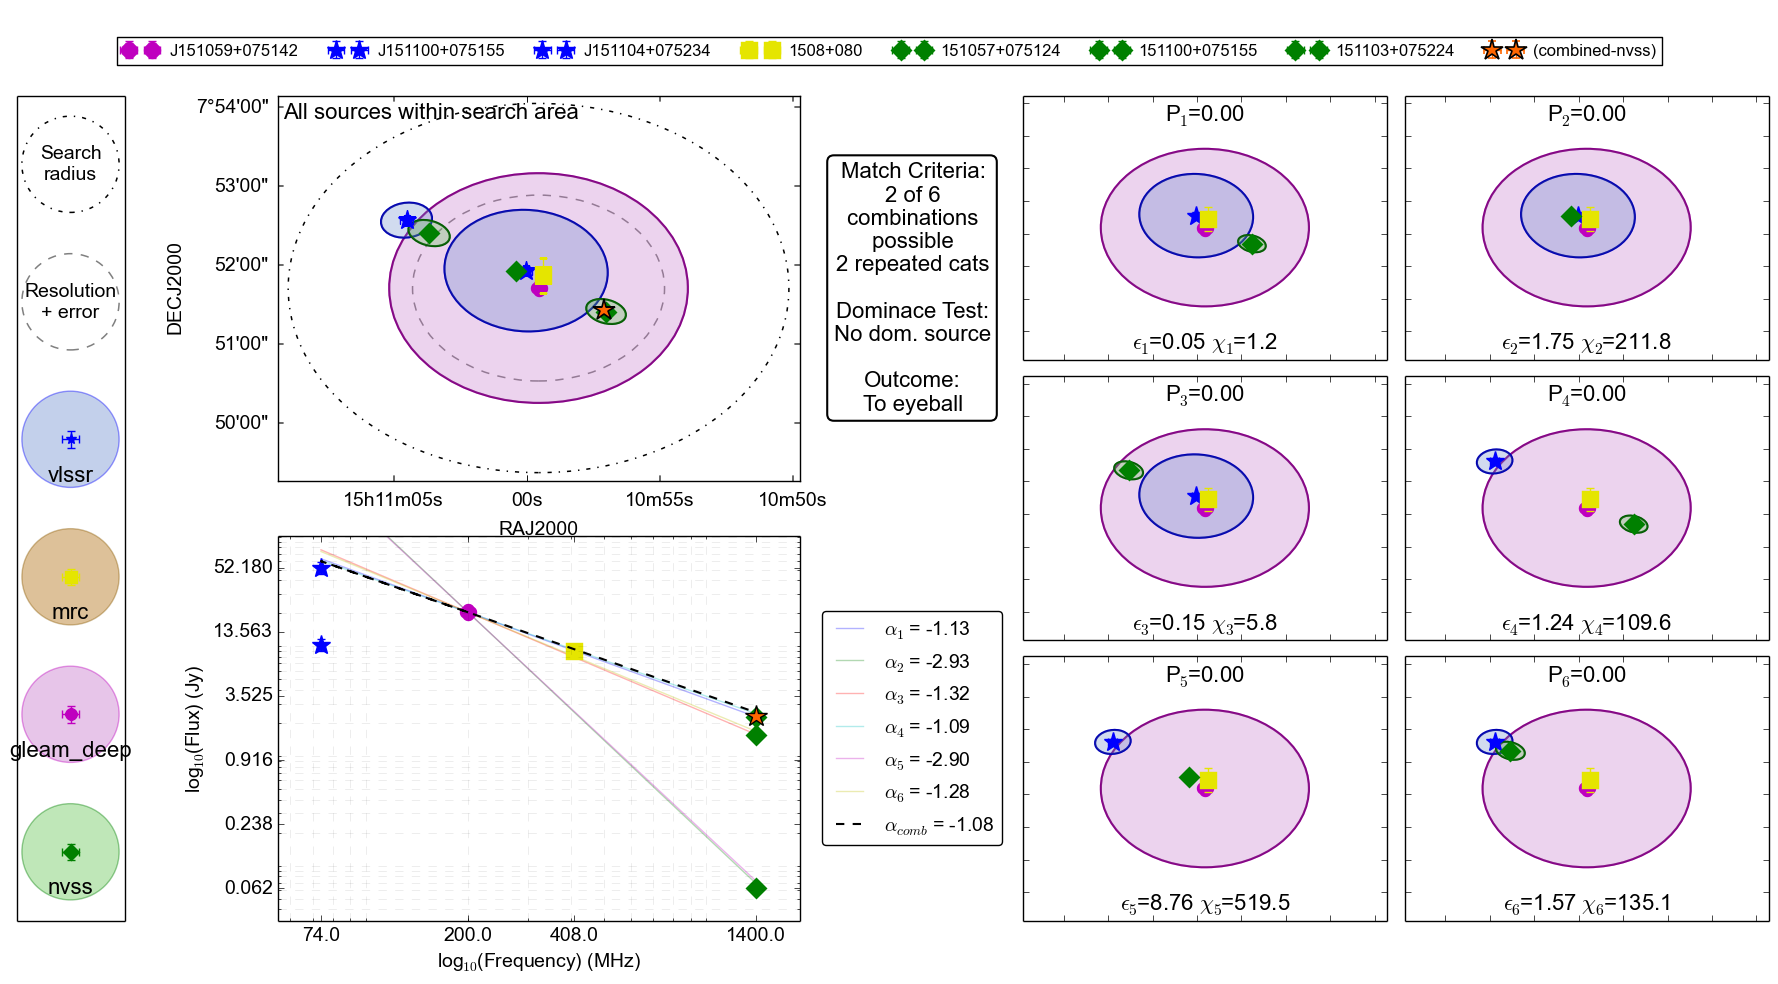 J151059+075142 J151100+075155 J151104+075234 1508+080 151057+075124 151100+075155 151103+075224 (combined-nvss)
Search
radius
Resolution
+ error
vlssr
mrc
gleam_deep
nvss
All sources within search area
DECJ2000
7°54'00"
53'00"
52'00"
51'00"
50'00"
15h11m05s 00s 10m55s 10m50s
RAJ2000
Match Criteria:
2 of 6
combinations
possible
2 repeated cats
Dominace Test:
No dom. source
Outcome:
To eyeball
log10(Flux) (Jy)
52.180
13.563
3.525
0.916
0.238
0.062
74.0 200.0 408.0 1400.0
log10(Frequency) (MHz)
α1 = -1.13
α2 = -2.93
α3 = -1.32
α4 = -1.09
α5 = -2.90
α6 = -1.28
αcomb = -1.08
P1=0.00
ϵ1=0.05 χ1=1.2
P2=0.00
ϵ2=1.75 χ2=211.8
P3=0.00
ϵ3=0.15 χ3=5.8
P4=0.00
ϵ4=1.24 χ4=109.6
P5=0.00
ϵ5=8.76 χ5=519.5
P6=0.00
ϵ6=1.57 χ6=135.1